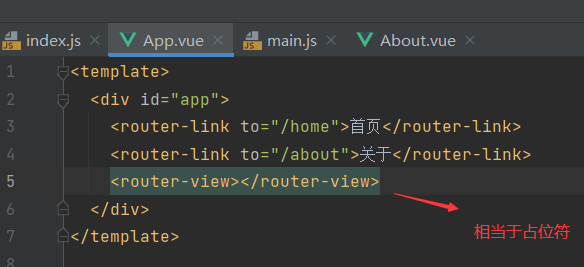 index.js App.vue main.js About.vue
1 <template>
2 <div id="app">
3 <router-link to="/home">首页</router-link>
4 <router-link to="/about">关于</router-link>
5 <router-view></router-view>
6 </div>
7 </template>
相当于占位符